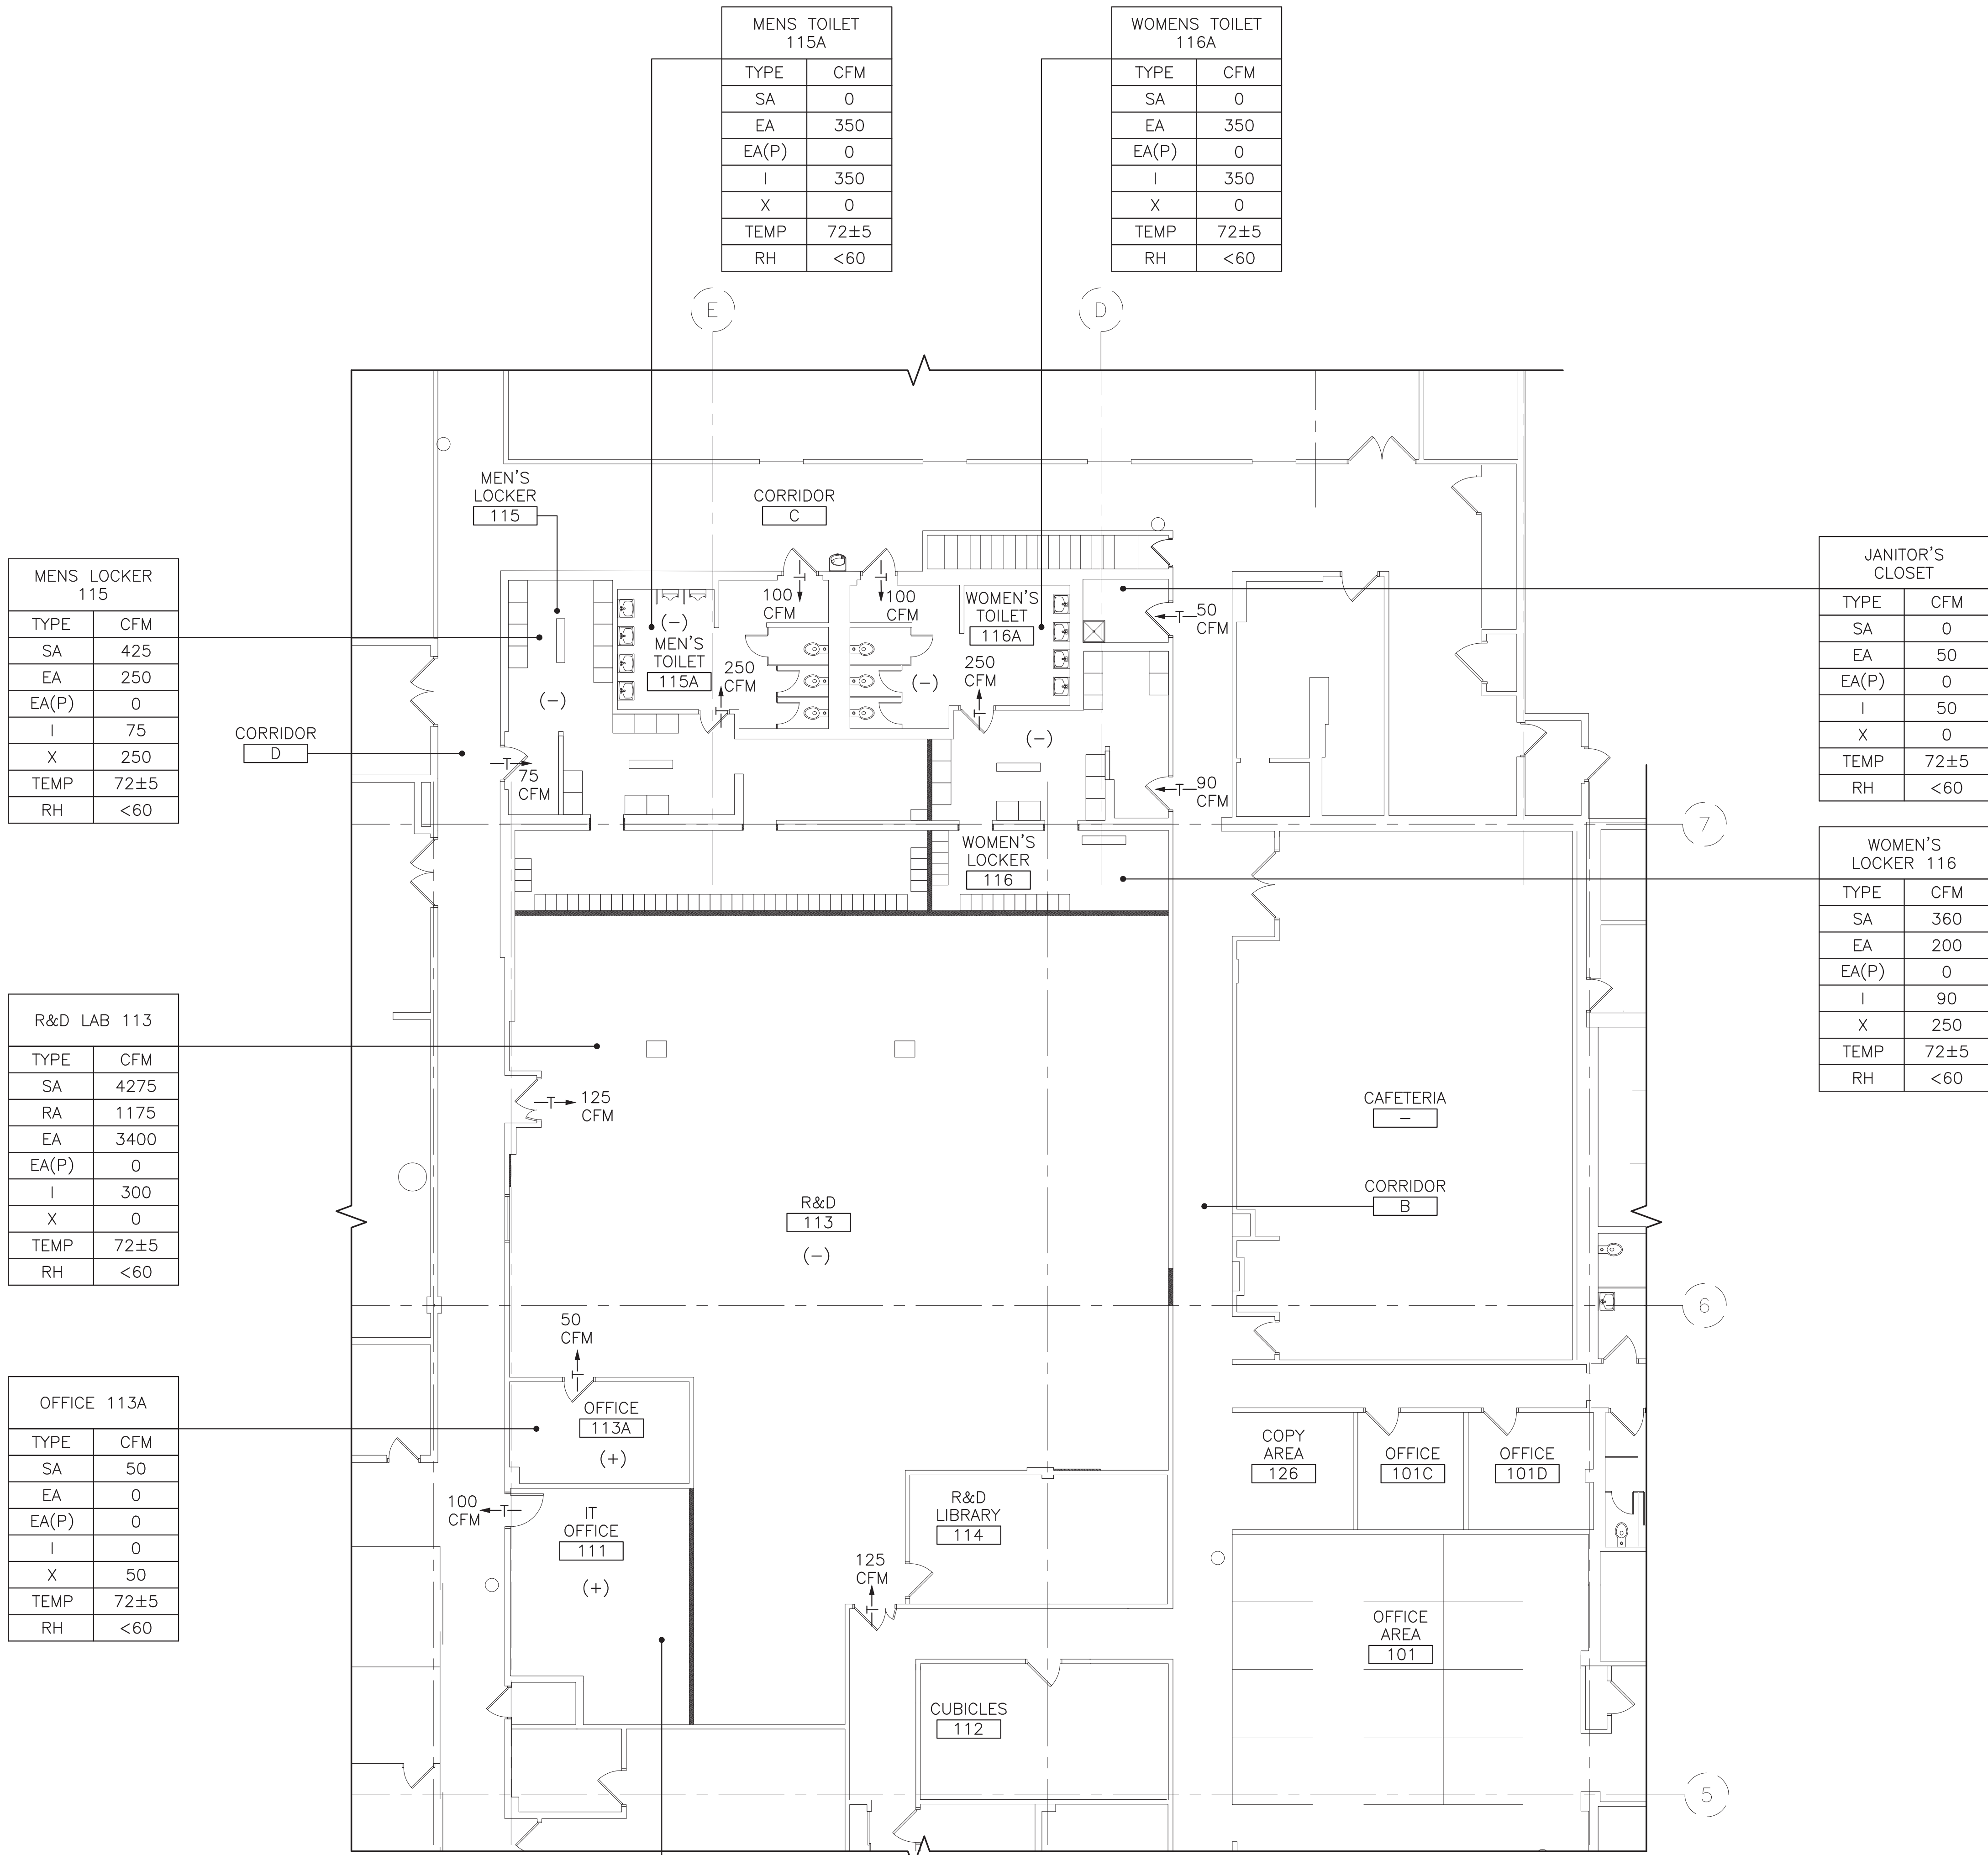 MENS TOILET
115A
TYPE CFM
SA 0
EA 350
EA(P) 0
I 350
X 0
TEMP 72±5
RH <60
WOMENS TOILET
116A
TYPE CFM
SA 0
EA 350
EA(P) 0
I 350
X 0
TEMP 72±5
RH <60
E
D
MEN'S
LOCKER
115
CORRIDOR
C
MENS LOCKER
115
TYPE CFM
SA 425
EA 250
EA(P) 0
I 75
X 250
TEMP 72±5
RH <60
JANITOR'S
CLOSET
TYPE CFM
SA 0
EA 50
EA(P) 0
I 50
X 0
TEMP 72±5
RH <60
T
100
CFM
T
100
CFM
WOMEN'S
TOILET
116A
T
50
CFM
(-)
MEN'S
TOILET
115A
250
CFM
T
250
CFM
T
(-)
(-)
(-)
CORRIDOR
D
T
75
CFM
T
90
CFM
7
WOMEN'S
LOCKER
116
WOMEN'S
LOCKER 116
TYPE CFM
SA 360
EA 200
EA(P) 0
I 90
X 250
TEMP 72±5
RH <60
R&D LAB 113
TYPE CFM
SA 4275
RA 1175
EA 3400
EA(P) 0
I 300
X 0
TEMP 72±5
RH <60
T
125
CFM
CAFETERIA
-
R&D
113
(-)
CORRIDOR
B
6
50
CFM
T
OFFICE 113A
TYPE CFM
SA 50
EA 0
EA(P) 0
I 0
X 50
TEMP 72±5
RH <60
OFFICE
113A
(+)
COPY
AREA
126
OFFICE
101C
OFFICE
101D
100
CFM
T
IT
OFFICE
111
(+)
R&D
LIBRARY
114
125
CFM
T
OFFICE
AREA
101
CUBICLES
112
5